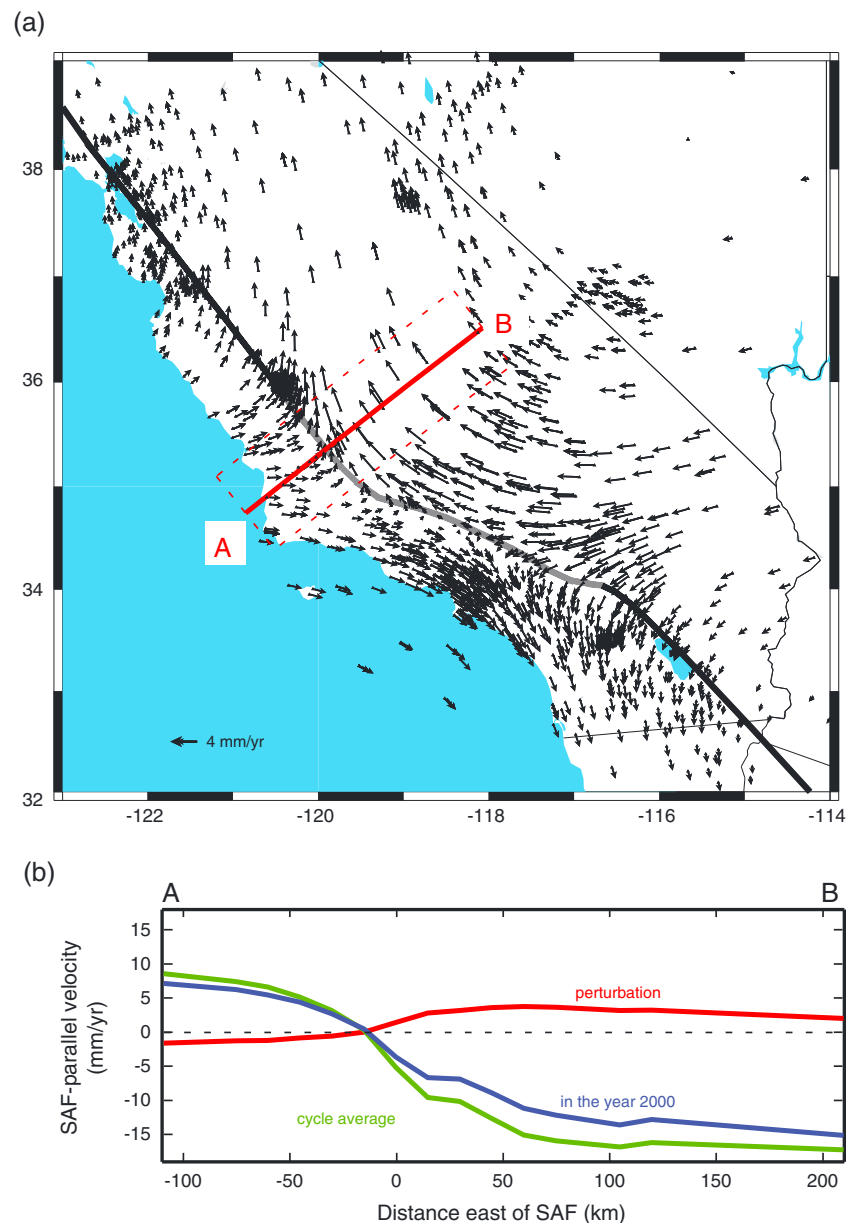 (a)
38
36
34
32
B
A
4 mm/yr
-122
-120
-118
-116
-114
(b)
A
B
SAF-parallel velocity
(mm/yr)
15
10
5
0
-5
-10
-15
perturbation
in the year 2000
cycle average
-100
-50
0
50
100
150
200
Distance east of SAF (km)